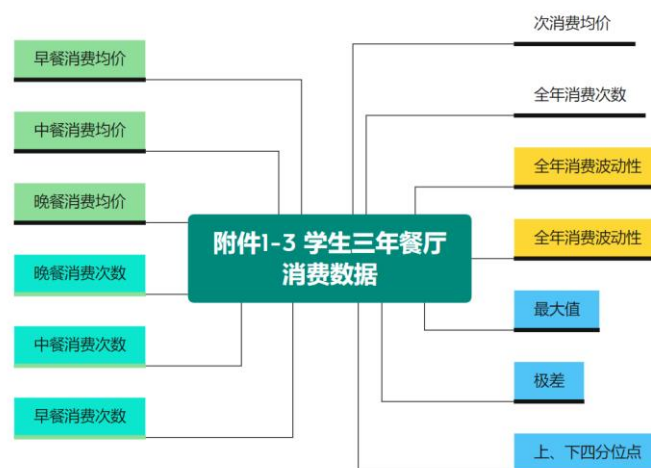 早餐消费均价
中餐消费均价
晚餐消费均价
晚餐消费次数
中餐消费次数
早餐消费次数
附件1-3 学生三年餐厅
消费数据
次消费均价
全年消费次数
全年消费波动性
全年消费波动性
最大值
极差
上、下四分位点